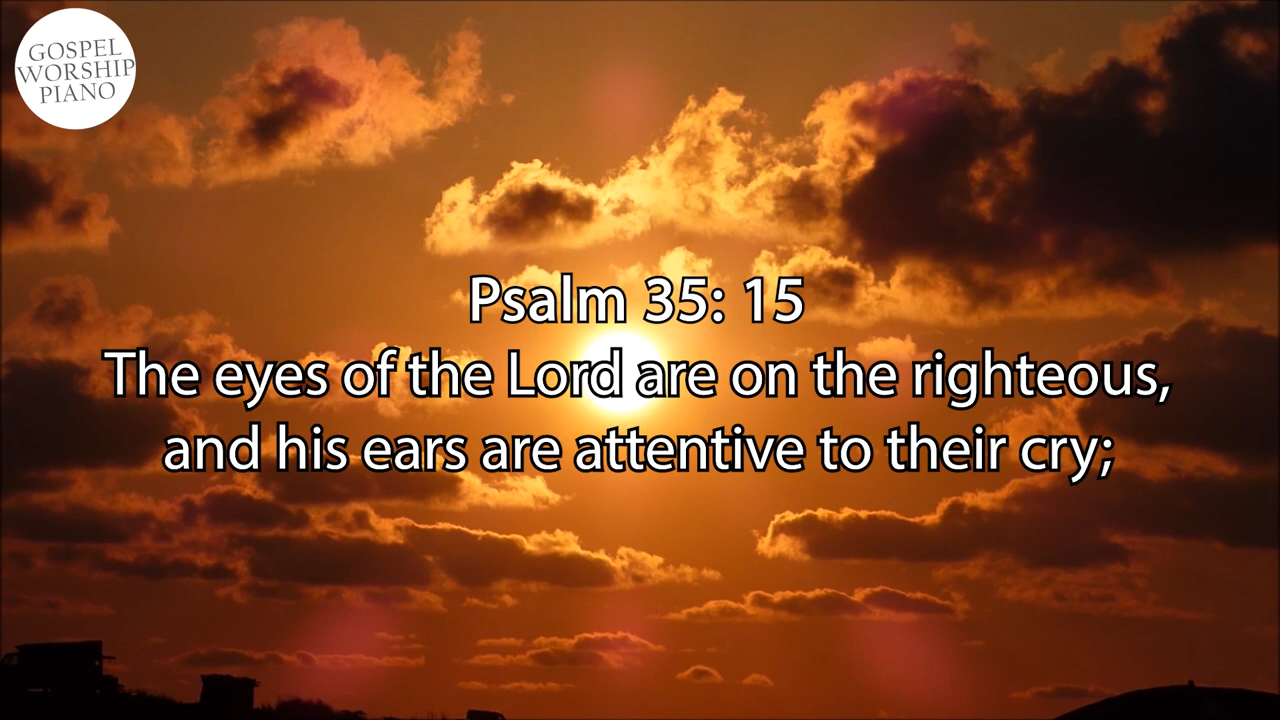 GOSPEL
WORSHIP
PIANO
Psalm 35: 15
The eyes of the Lord are on the righteous,
and his ears are attentive to their cry;